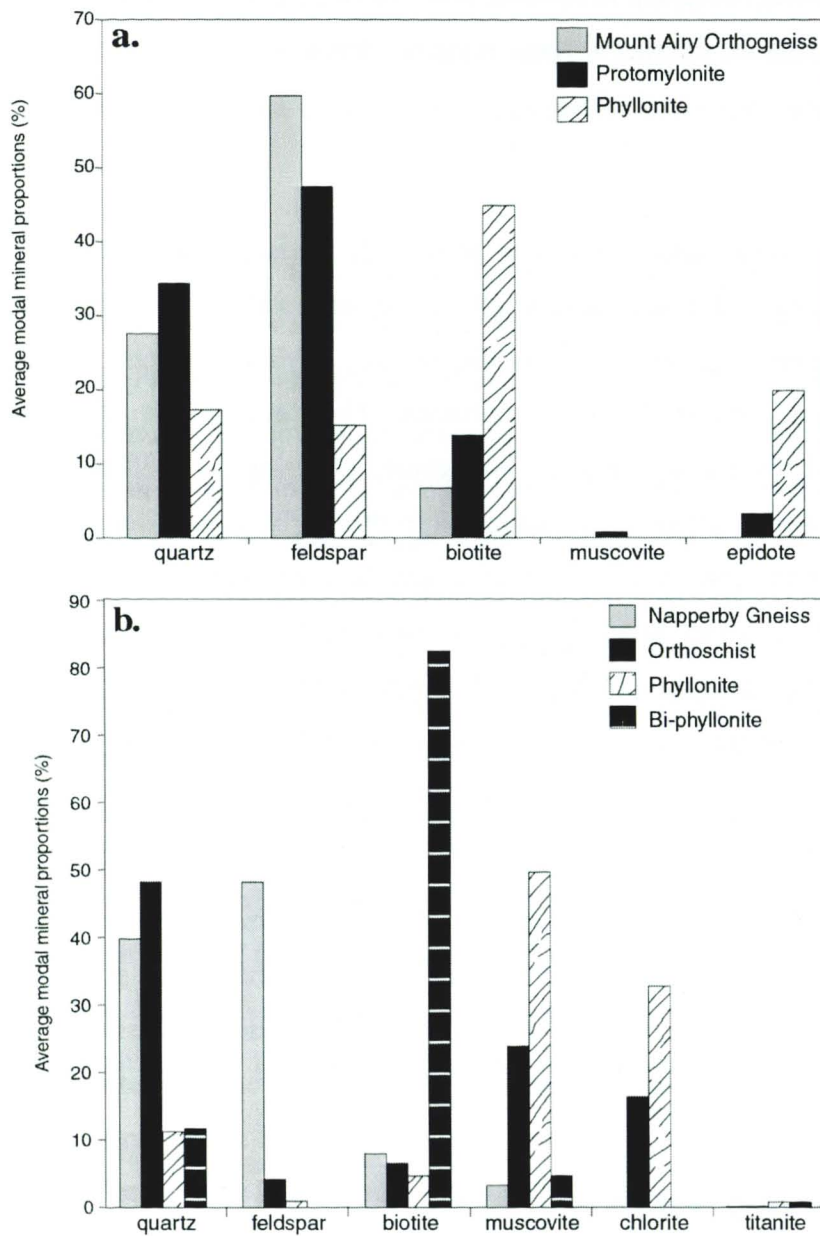 a.
Mount Airy Orthogneiss
Protomylonite
Phyllonite
Average modal mineral proportions (%)
70
60
50
40
30
20
10
0
quartz feldspar biotite muscovite epidote
b.
Napperby Gneiss
Orthoschist
Phyllonite
Bi-phyllonite
Average modal mineral proportions (%)
90
80
70
60
50
40
30
20
10
0
quartz feldspar biotite muscovite chlorite titanite